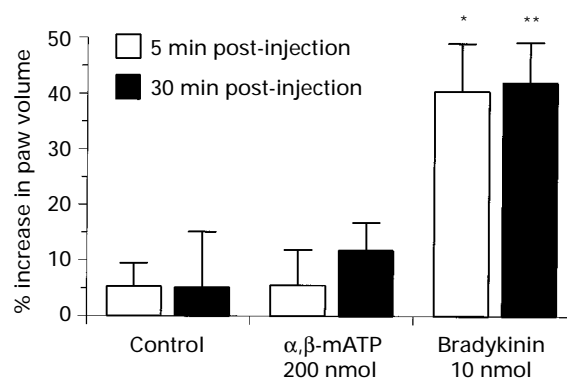 * **
50
40
30
20
10
0
% increase in paw volume
5 min post-injection
30 min post-injection
Control α,β-mATP Bradykinin
200 nmol 10 nmol